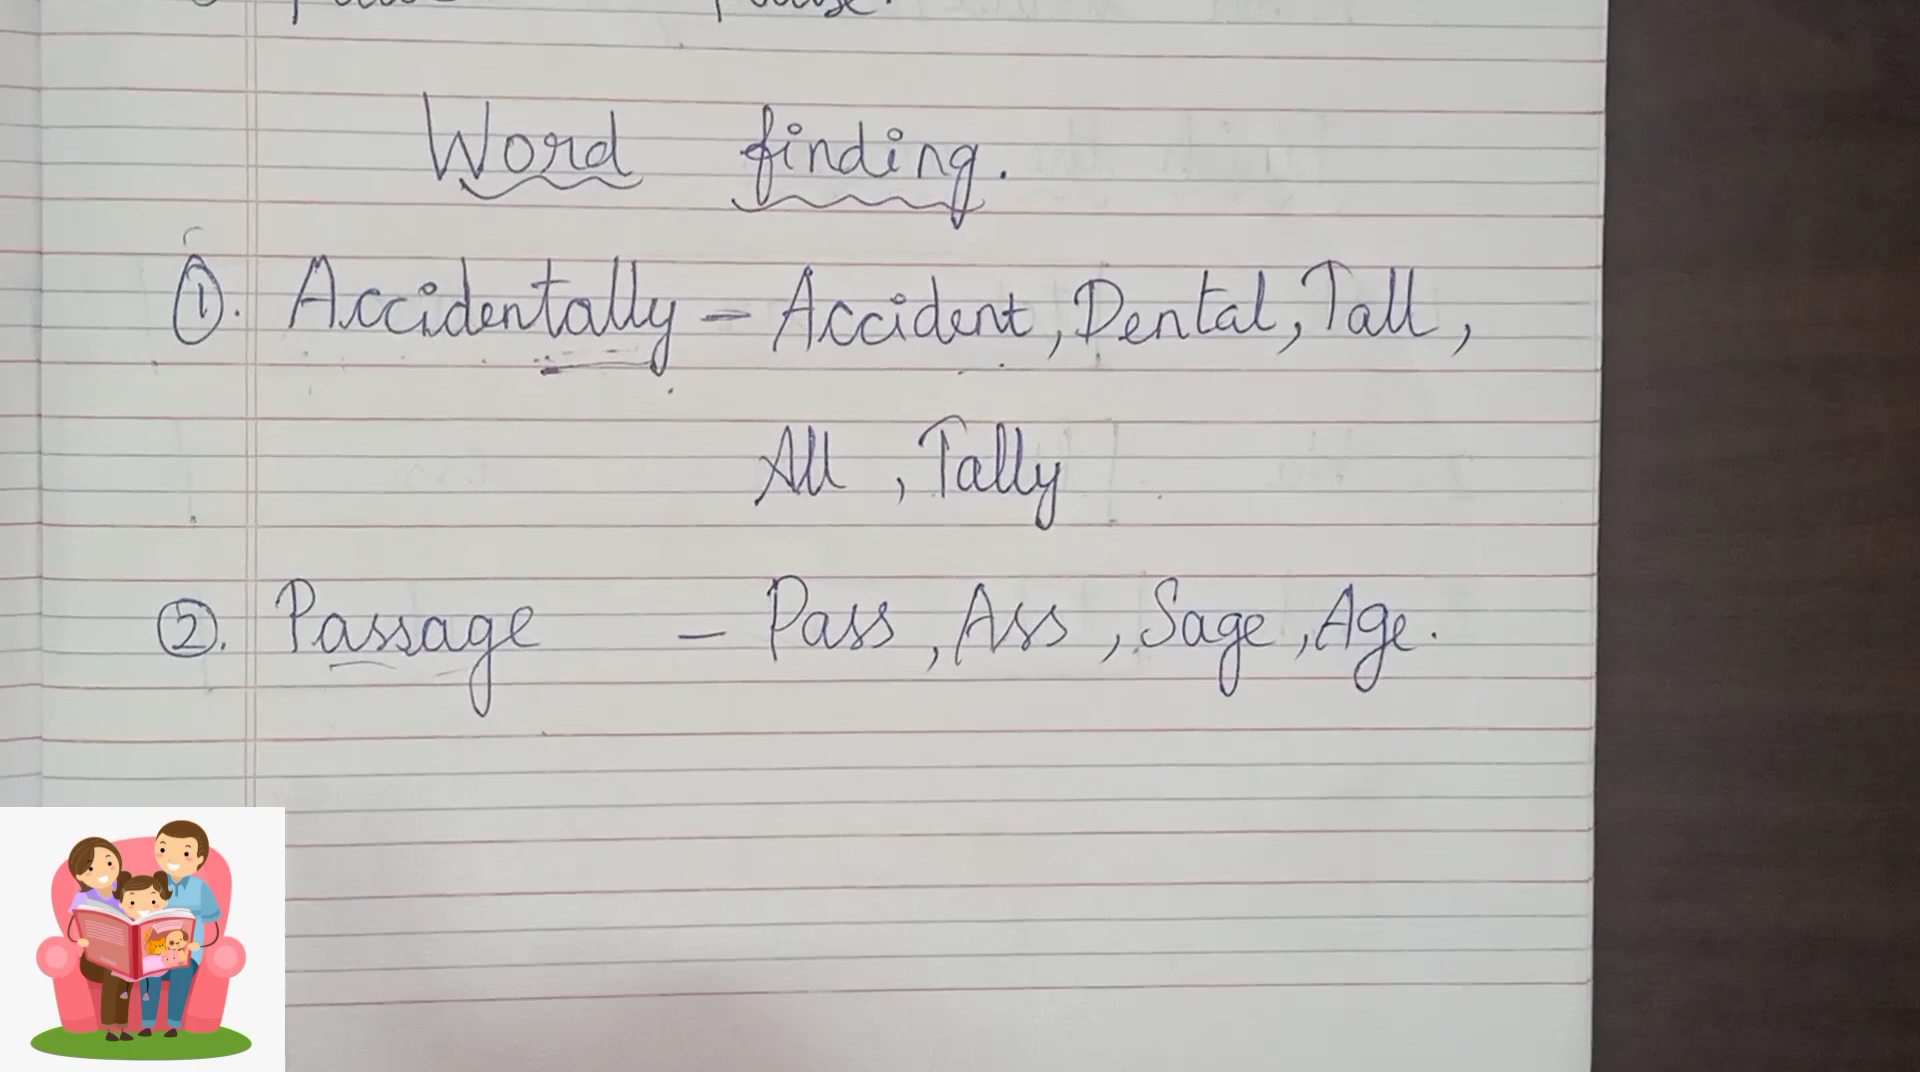 Word finding.
①. Accidentally - Accident, Dental, Tall,
All, Tally
②. Passage - Pass, Ass, Sage, Age.